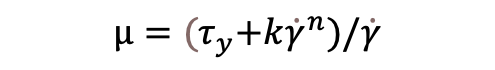 μ = (τ_y+kγ̇^n)/γ̇